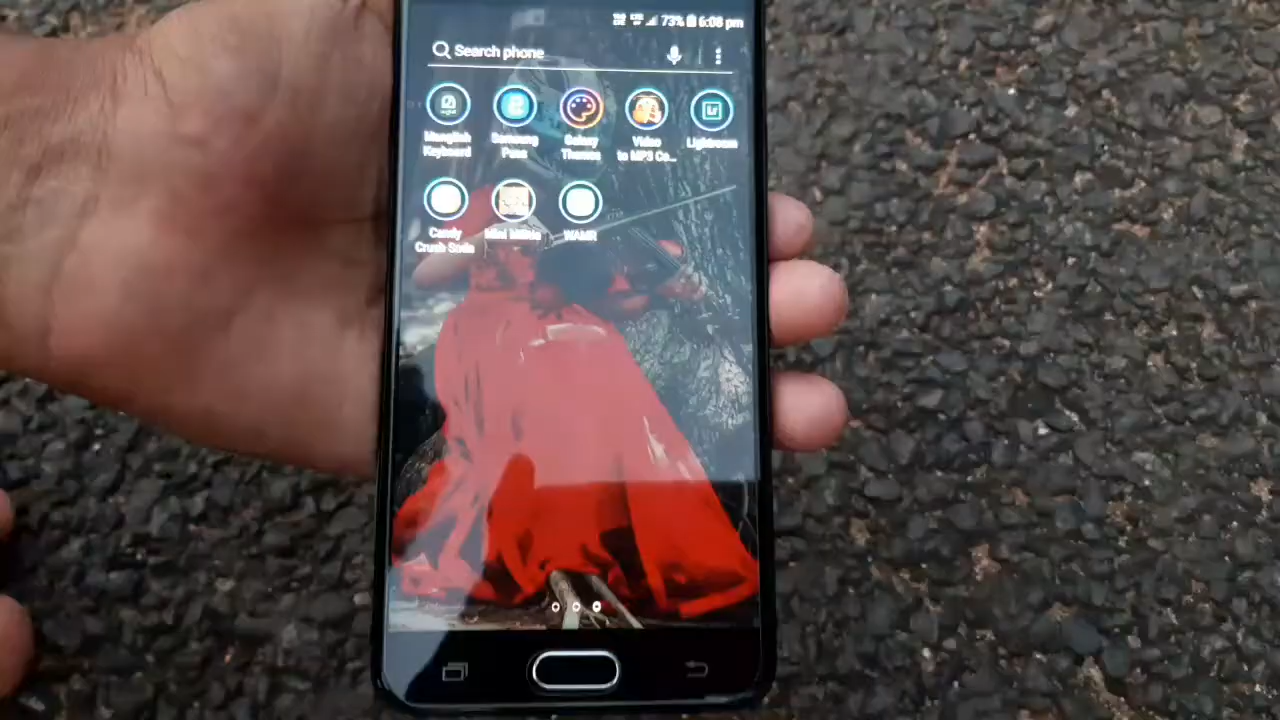 73% 6:08 pm
Search phone
Manglish
Keyboard
Samsung
Pass
Galaxy
Themes
Video
to MP3 Co...
Lightroom
Lr
Candy
Crush Soda
Mini Militia
WAMR